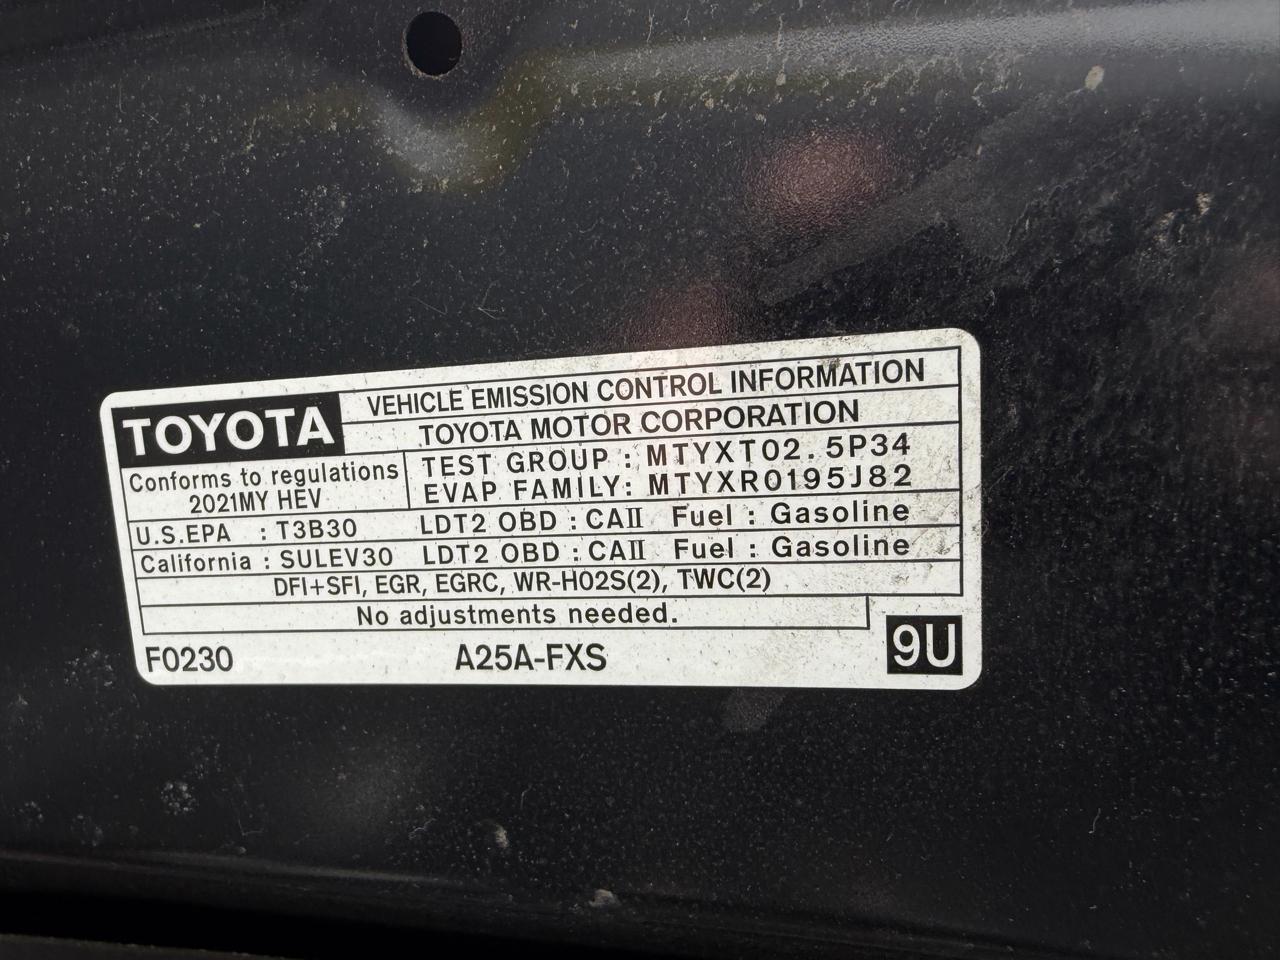 TOYOTA
VEHICLE EMISSION CONTROL INFORMATION
TOYOTA MOTOR CORPORATION
Conforms to regulations
2021MY HEV
TEST GROUP : MTYXT02.5P34
EVAP FAMILY: MTYXR0195J82
U.S.EPA : T3B30 LDT2 OBD : CAII Fuel : Gasoline
California : SULEV30 LDT2 OBD : CAII Fuel : Gasoline
DFI+SFI, EGR, EGRC, WR-HO2S(2), TWC(2)
No adjustments needed.
F0230 A25A-FXS 9U